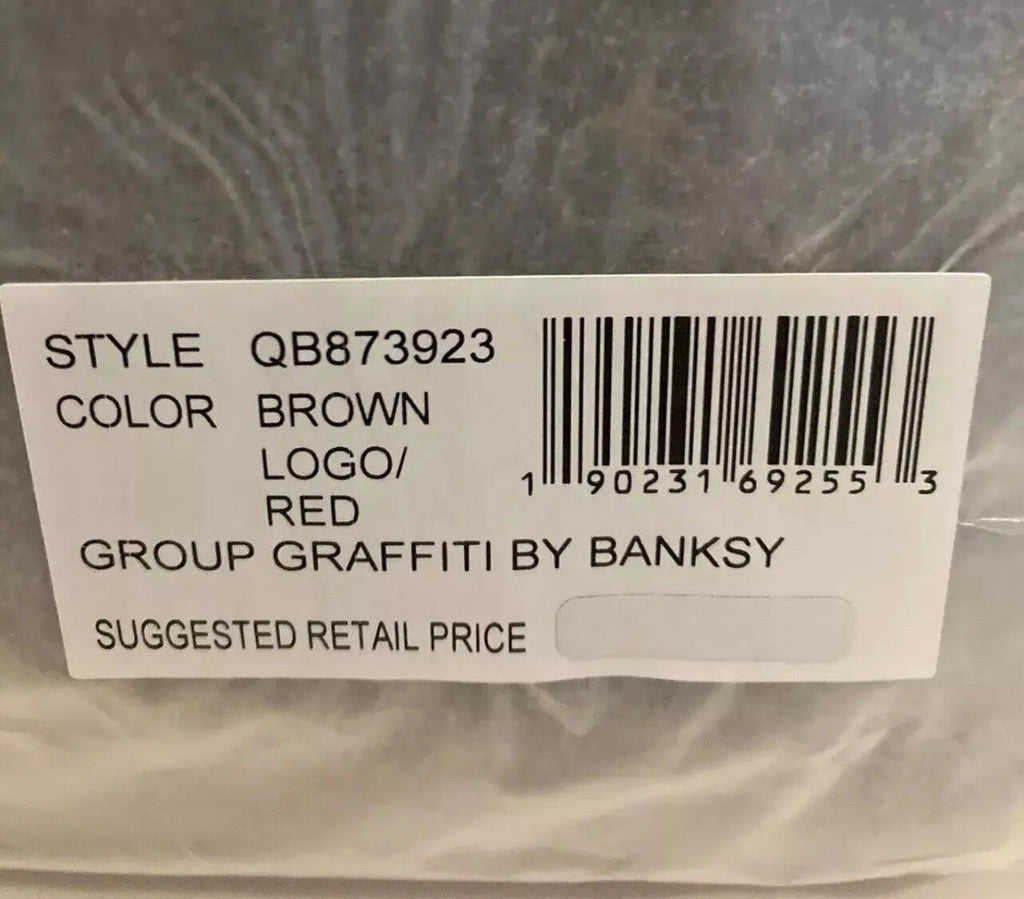 STYLE QB873923
COLOR BROWN
LOGO/
RED
1 90231 69255 3
GROUP GRAFFITI BY BANKSY
SUGGESTED RETAIL PRICE